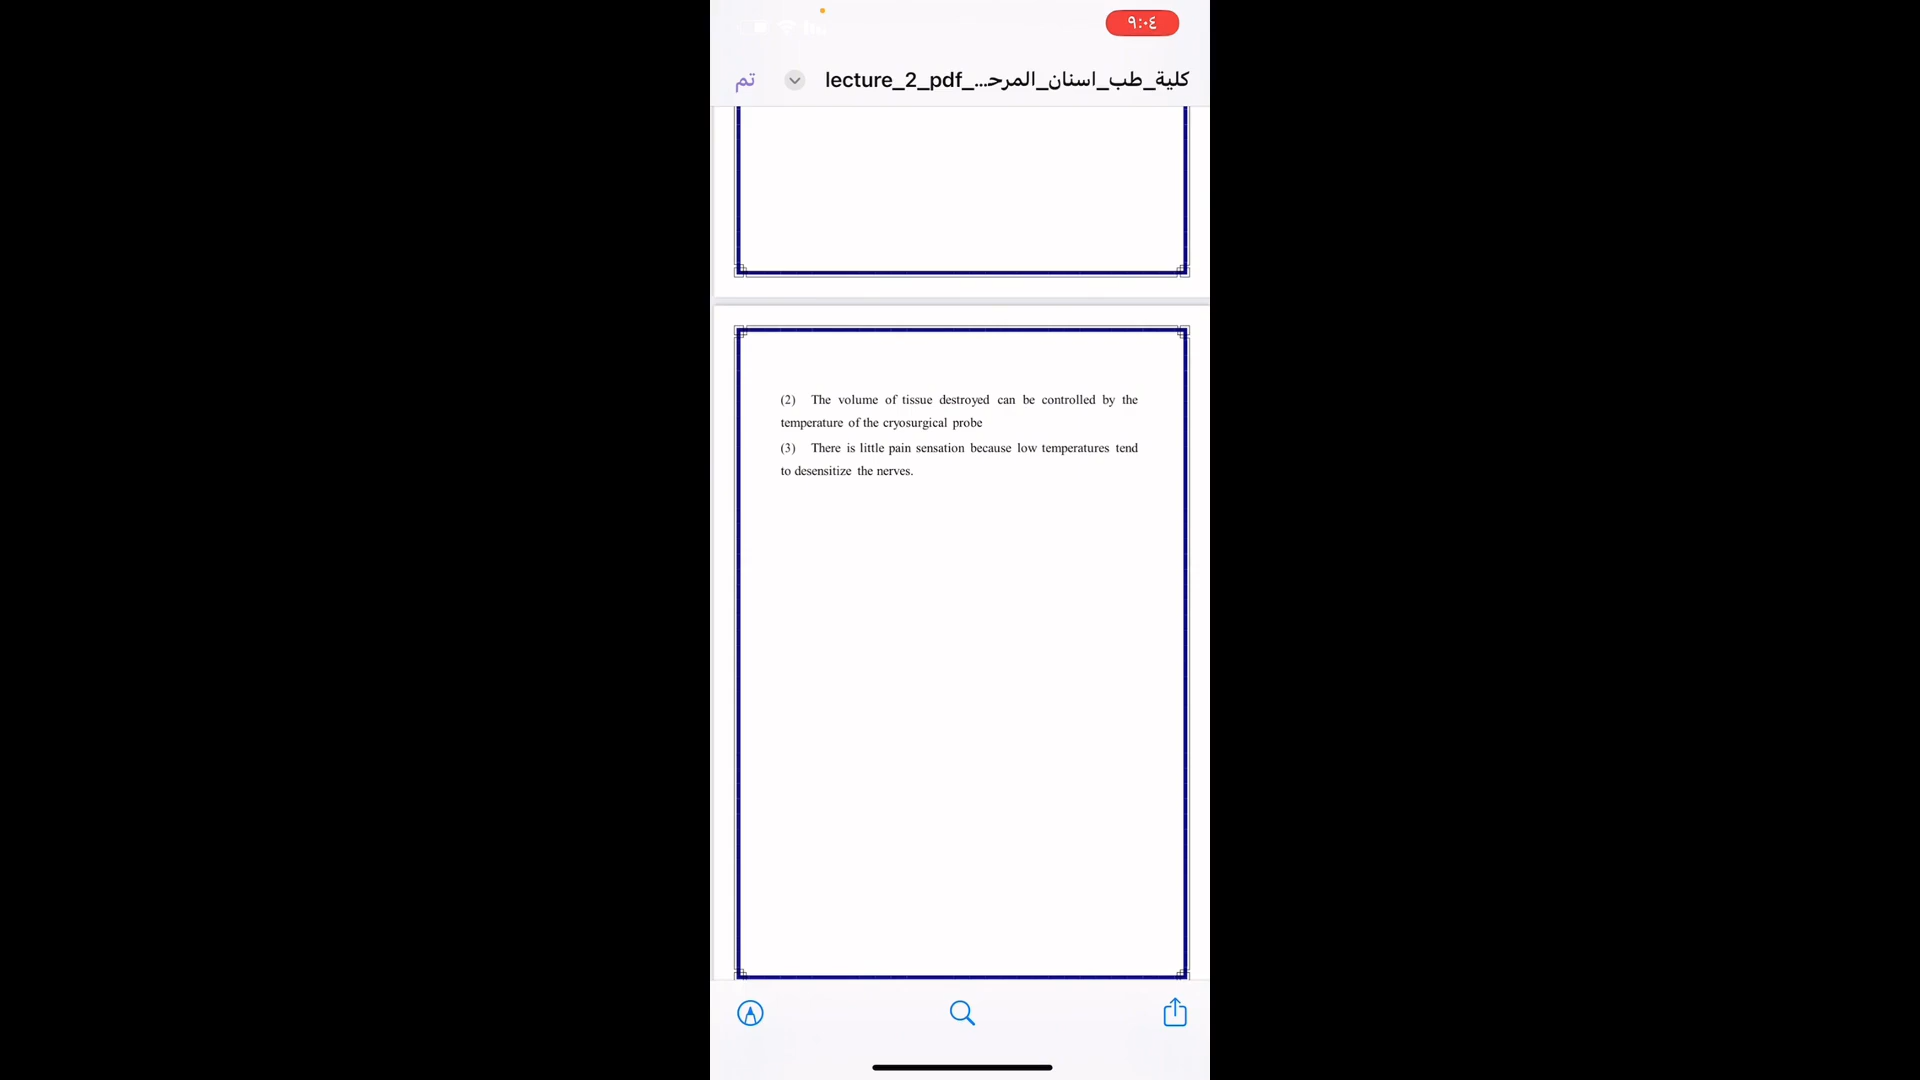 ٩:٠٤
تم
lecture_2_pdf_...كلية_طب_اسنان_المرحـ
(2) The volume of tissue destroyed can be controlled by the
temperature of the cryosurgical probe
(3) There is little pain sensation because low temperatures tend
to desensitize the nerves.